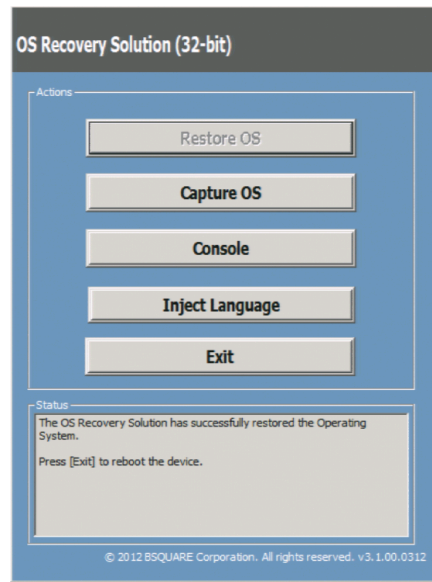 OS Recovery Solution (32-bit)
Actions
Restore OS
Capture OS
Console
Inject Language
Exit
Status
The OS Recovery Solution has successfully restored the Operating
System.
Press [Exit] to reboot the device.
© 2012 BSQUARE Corporation. All rights reserved. v3.1.00.0312